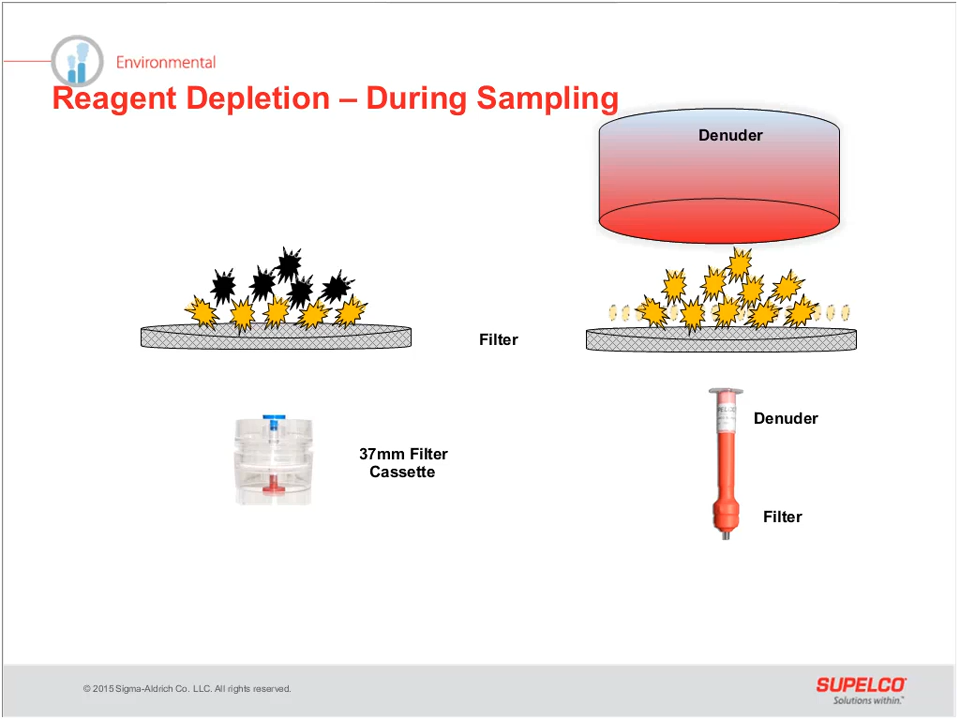 Environmental
Reagent Depletion – During Sampling
Denuder
Filter
Denuder
37mm Filter
Cassette
Filter
© 2015 Sigma-Aldrich Co. LLC. All rights reserved.
SUPELCO
Solutions within.™